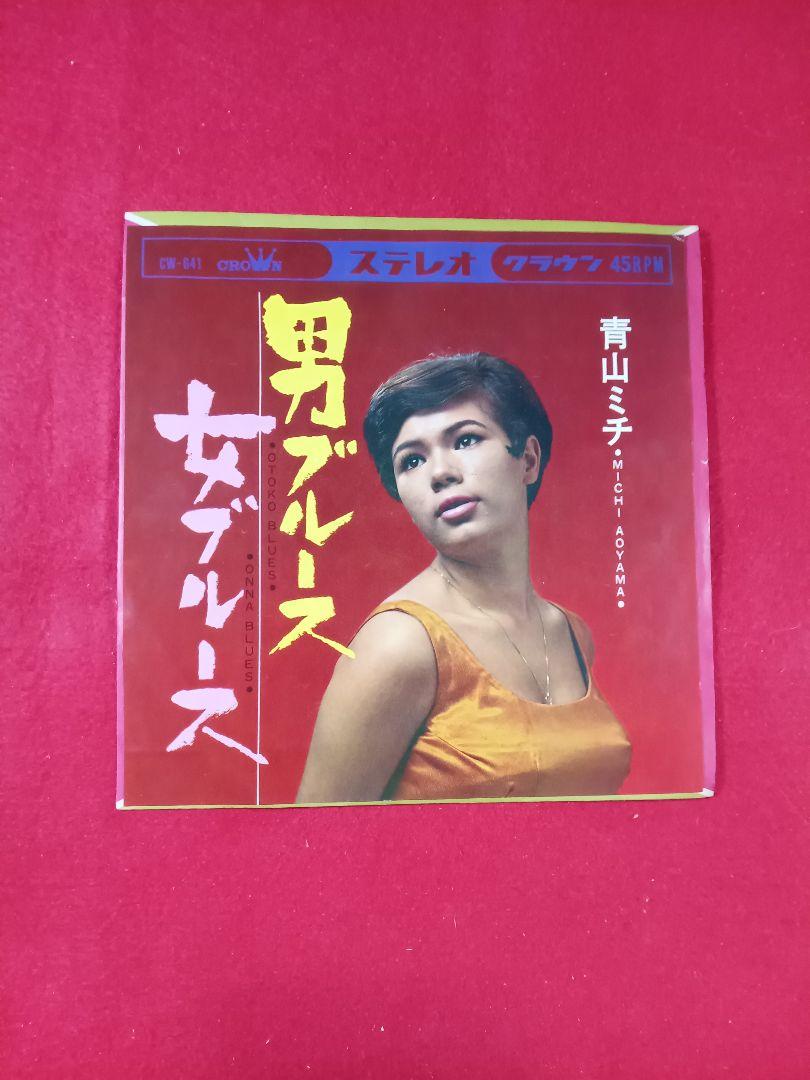 CW-641 CROWN ステレオ クラウン 45RPM
青山ミチ
•MICHI AOYAMA•
男ブルース
•OTOKO BLUES•
女ブルース
•ONNA BLUES•